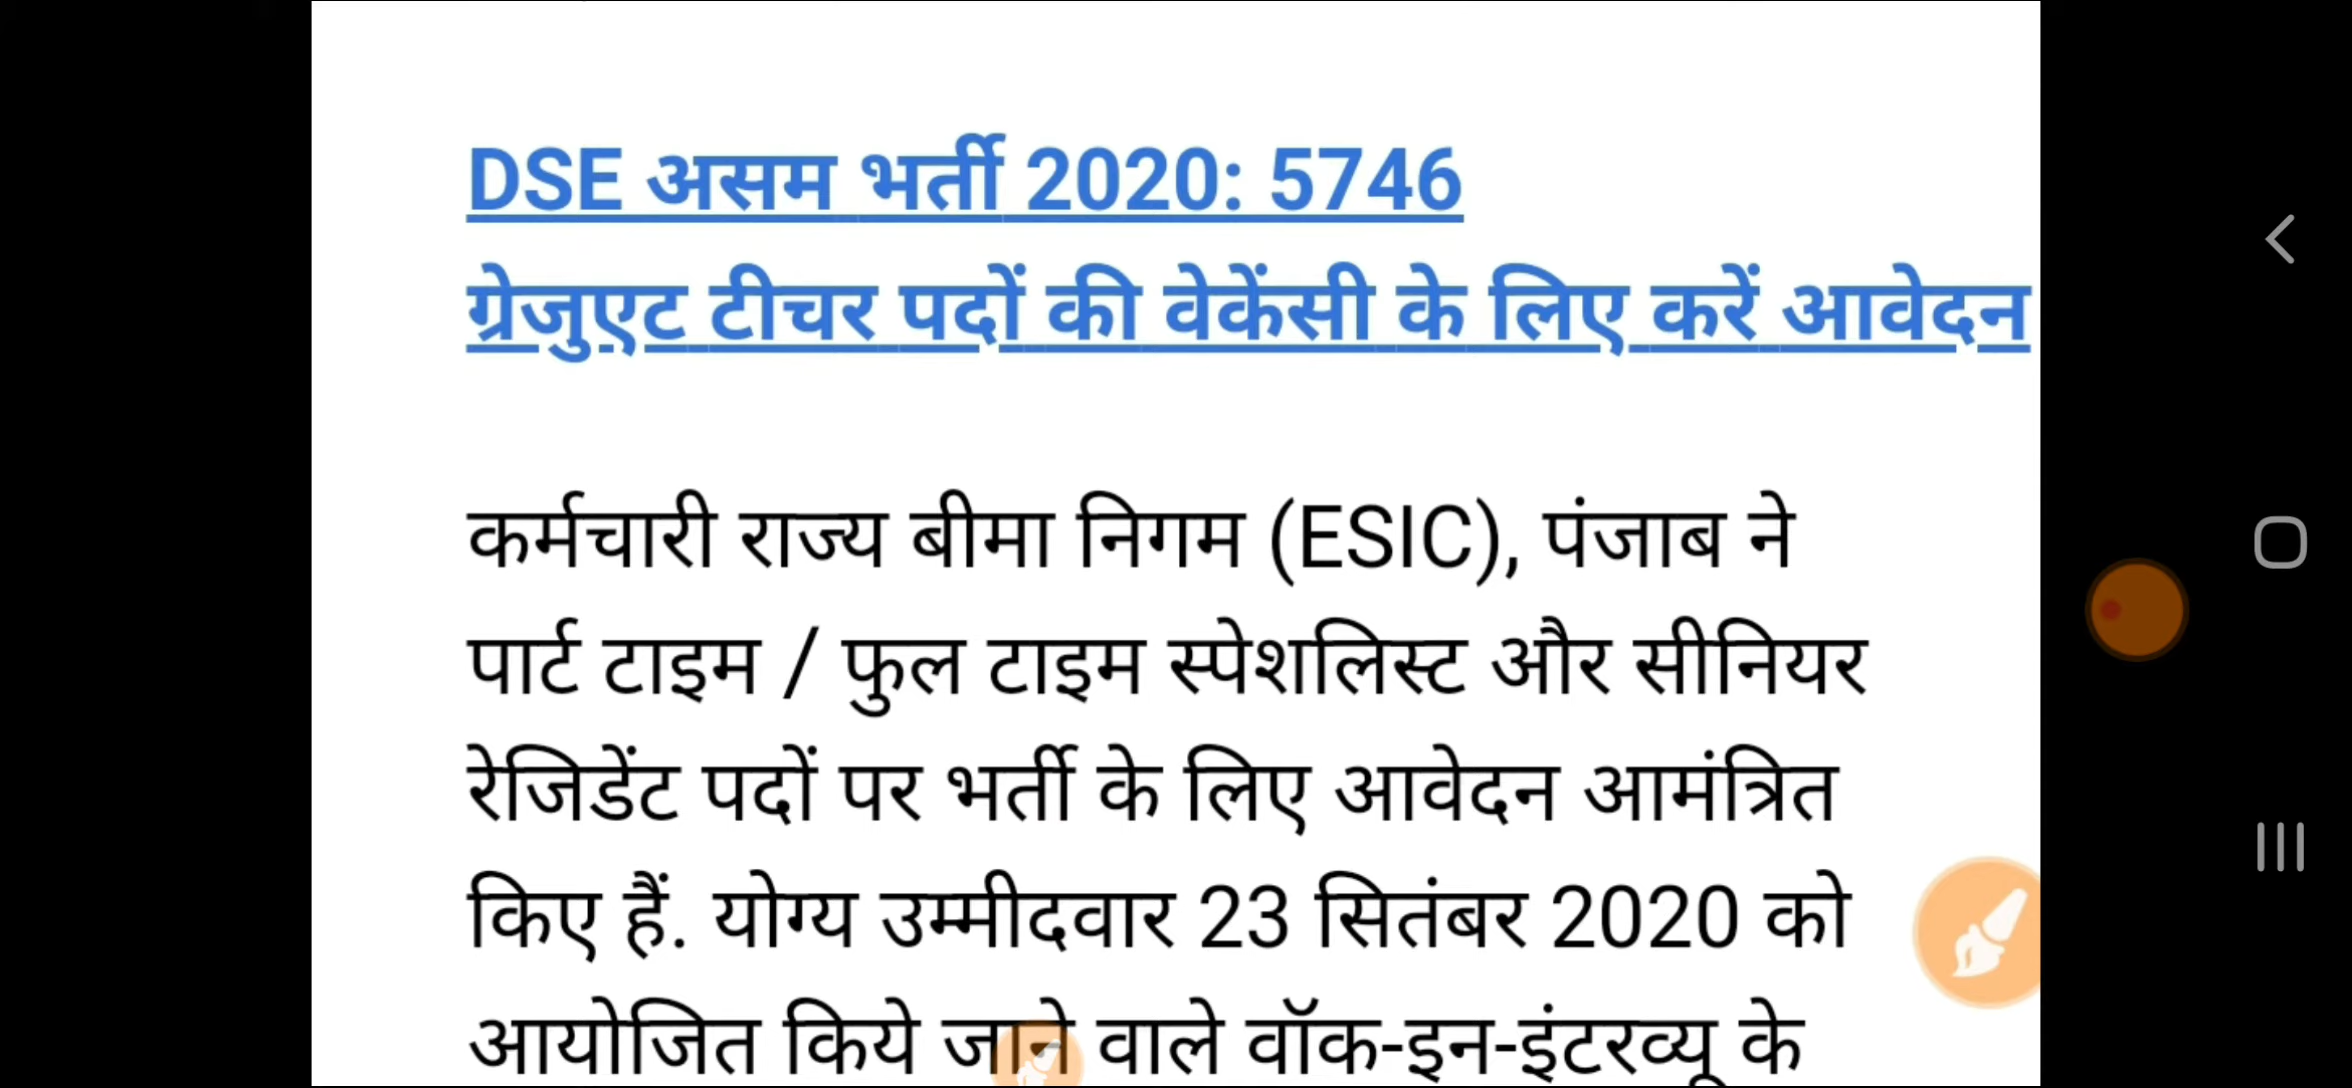 DSE असम भर्ती 2020: 5746
ग्रेजुएट टीचर पदों की वेकेंसी के लिए करें आवेदन
कर्मचारी राज्य बीमा निगम (ESIC), पंजाब ने
पार्ट टाइम / फुल टाइम स्पेशलिस्ट और सीनियर
रेजिडेंट पदों पर भर्ती के लिए आवेदन आमंत्रित
किए हैं. योग्य उम्मीदवार 23 सितंबर 2020 को
आयोजित किये जाने वाले वॉक-इन-इंटरव्यू के